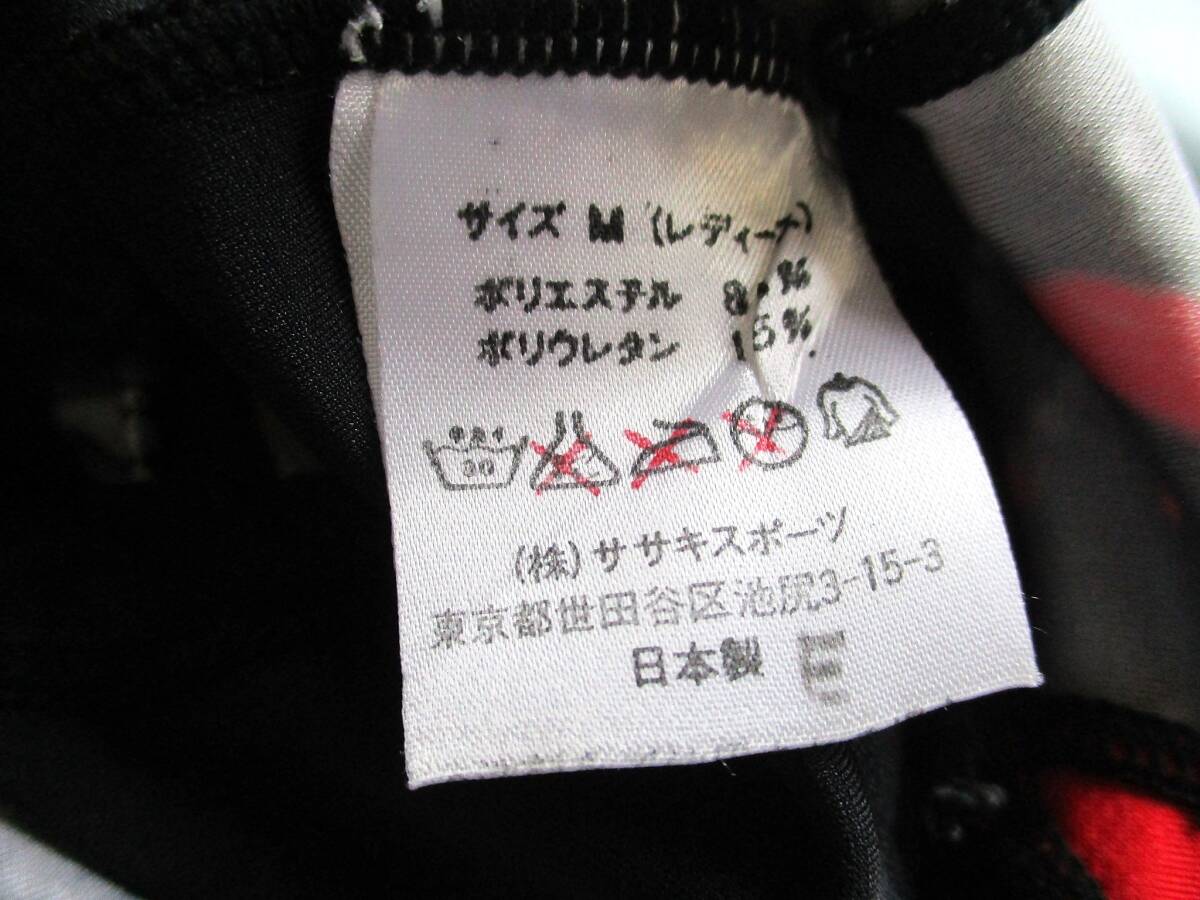 サイズ M (レディース)
ポリエステル %
ポリウレタン 15%
30
(株)ササキスポーツ
東京都世田谷区池尻3-15-3
日本製 E